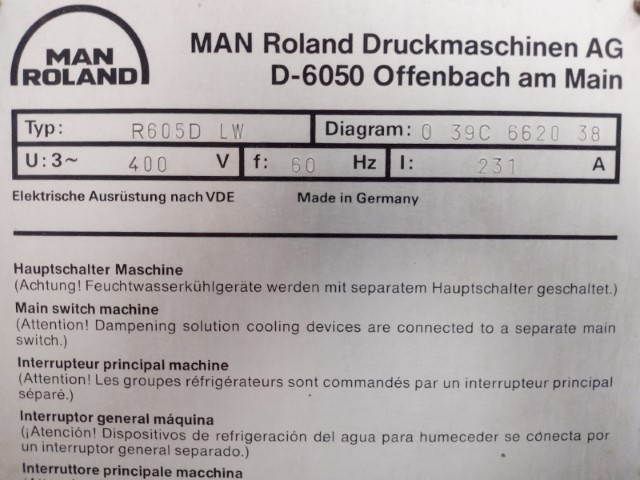 MAN
ROLAND
MAN Roland Druckmaschinen AG
D-6050 Offenbach am Main
Typ: R605D LW Diagram: 0 39C 6620 38
U: 3~ 400 V f: 60 Hz I: 231 A
Elektrische Ausrüstung nach VDE Made in Germany
Hauptschalter Maschine
(Achtung! Feuchtwasserkühlgeräte werden mit separatem Hauptschalter geschaltet.)
Main switch machine
(Attention! Dampening solution cooling devices are connected to a separate main
switch.)
Interrupteur principal machine
(Attention! Les groupes réfrigérateurs sont commandés par un interrupteur principal
séparé.)
Interruptor general máquina
(¡Atención! Dispositivos de refrigeración del agua para humeceder se conecta por
un interruptor general separado.)
Interruttore principale macchina